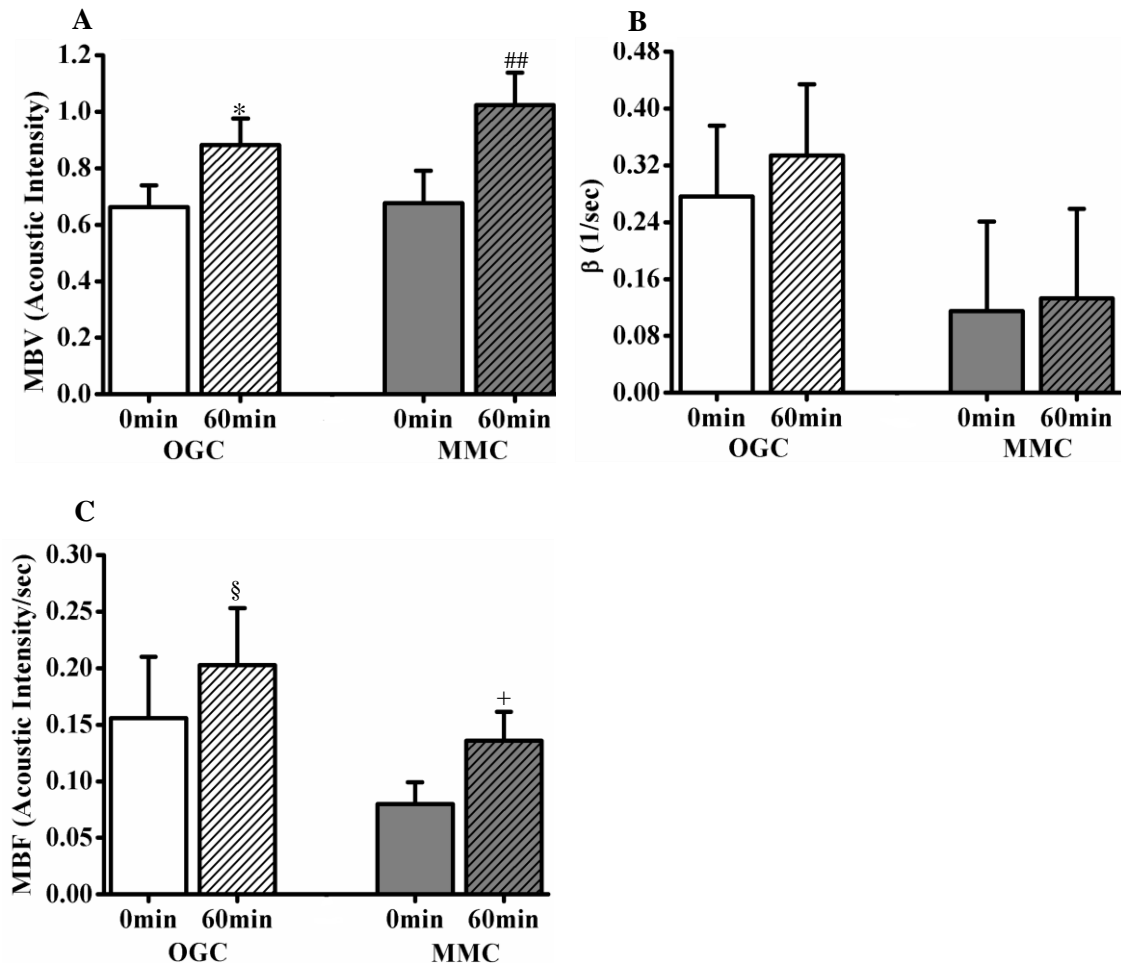 A
MBV (Acoustic Intensity)
1.2
1.0
0.8
0.6
0.4
0.2
0.0
*
##
0min 60min 0min 60min
OGC MMC
B
β (1/sec)
0.48
0.40
0.32
0.24
0.16
0.08
0.00
0min 60min 0min 60min
OGC MMC
C
MBF (Acoustic Intensity/sec)
0.30
0.25
0.20
0.15
0.10
0.05
0.00
§
+
0min 60min 0min 60min
OGC MMC